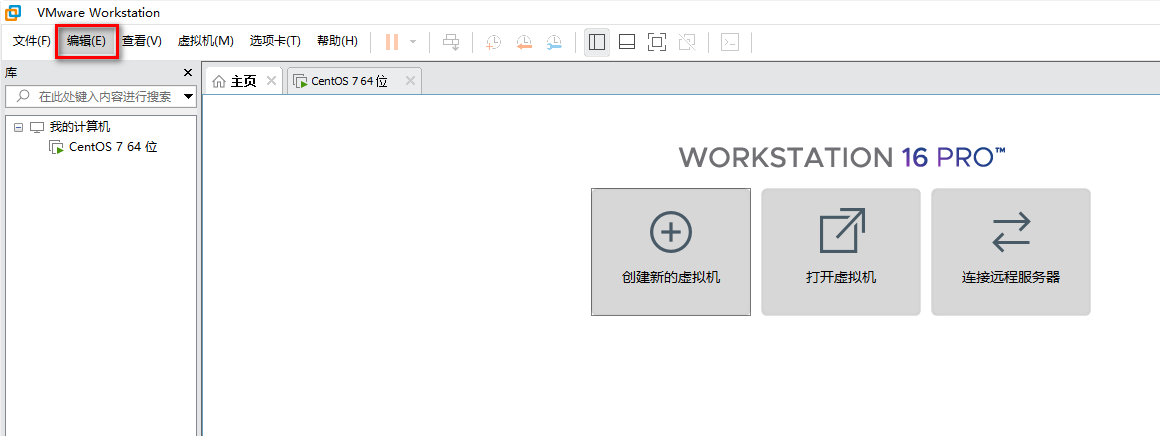 VMware Workstation
文件(F) 编辑(E) 查看(V) 虚拟机(M) 选项卡(T) 帮助(H)
库
主页 CentOS 7 64 位
在此处键入内容进行搜索
我的计算机
CentOS 7 64 位
WORKSTATION 16 PRO™
创建新的虚拟机 打开虚拟机 连接远程服务器